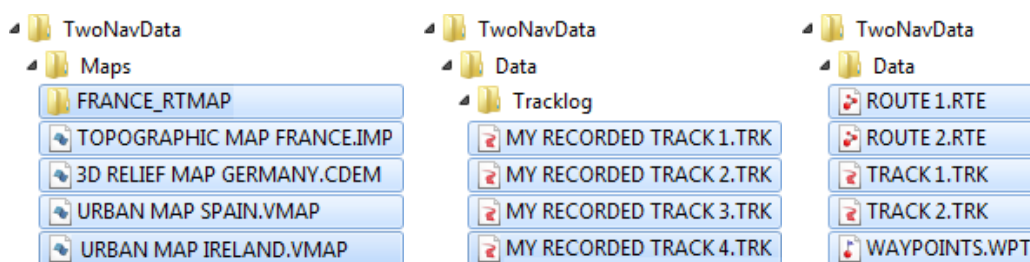 TwoNavData
Maps
FRANCE_RTMAP
TOPOGRAPHIC MAP FRANCE.IMP
3D RELIEF MAP GERMANY.CDEM
URBAN MAP SPAIN.VMAP
URBAN MAP IRELAND.VMAP
TwoNavData
Data
Tracklog
MY RECORDED TRACK 1.TRK
MY RECORDED TRACK 2.TRK
MY RECORDED TRACK 3.TRK
MY RECORDED TRACK 4.TRK
TwoNavData
Data
ROUTE 1.RTE
ROUTE 2.RTE
TRACK 1.TRK
TRACK 2.TRK
WAYPOINTS.WPT